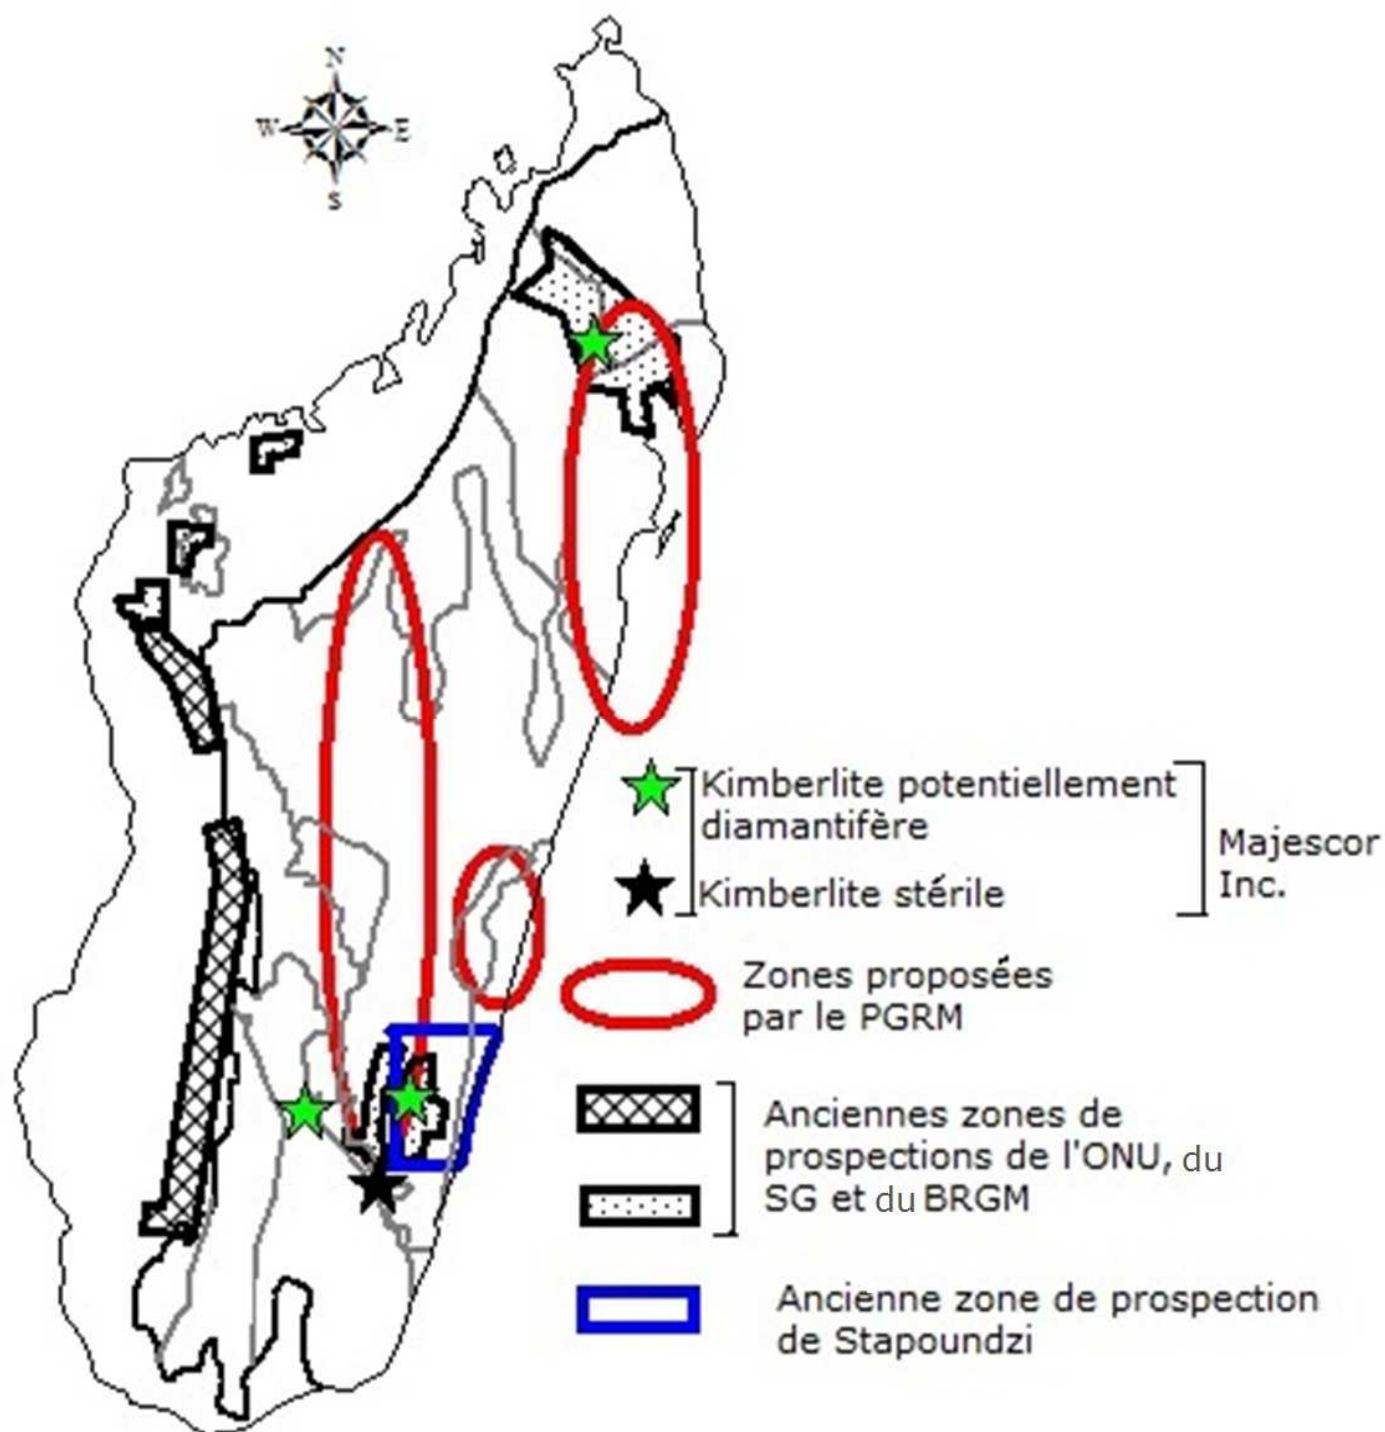 N
W E
S
Kimberlite potentiellement
diamantifère
Kimberlite stérile
Majescor
Inc.
Zones proposées
par le PGRM
Anciennes zones de
prospections de l'ONU, du
SG et du BRGM
Ancienne zone de prospection
de Stapoundzi